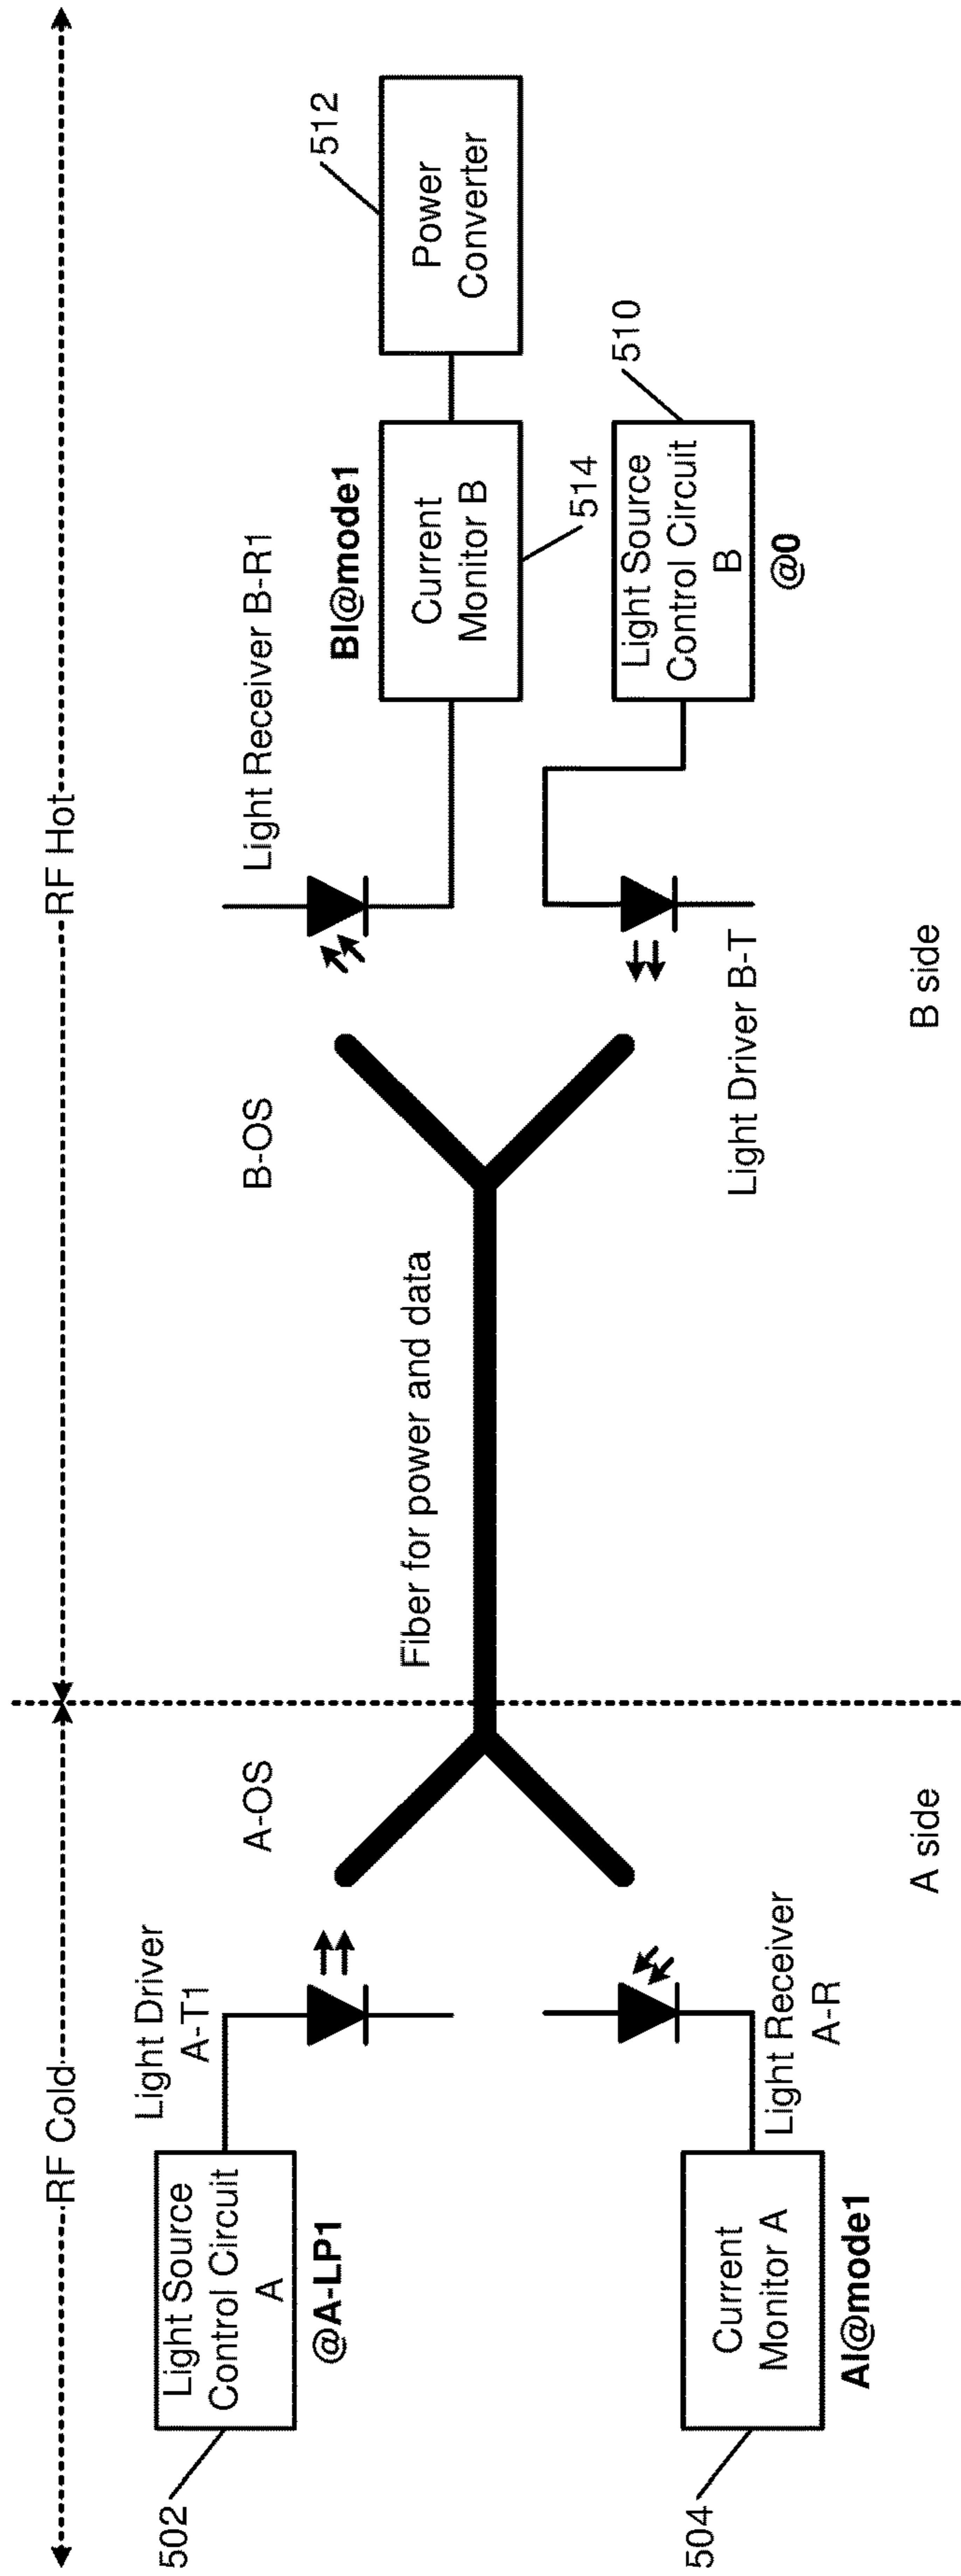 RF Cold
RF Hot
502
Light Source
Control Circuit
A
@A-LP1
Light Driver
A-T1
A-OS
B-OS
Light Receiver B-R1
BI@mode1
Current
Monitor B
514
512
Power
Converter
Fiber for power and data
504
Current
Monitor A
AI@mode1
Light Receiver
A-R
Light Driver B-T
510
Light Source
Control Circuit
B
@0
A side
B side